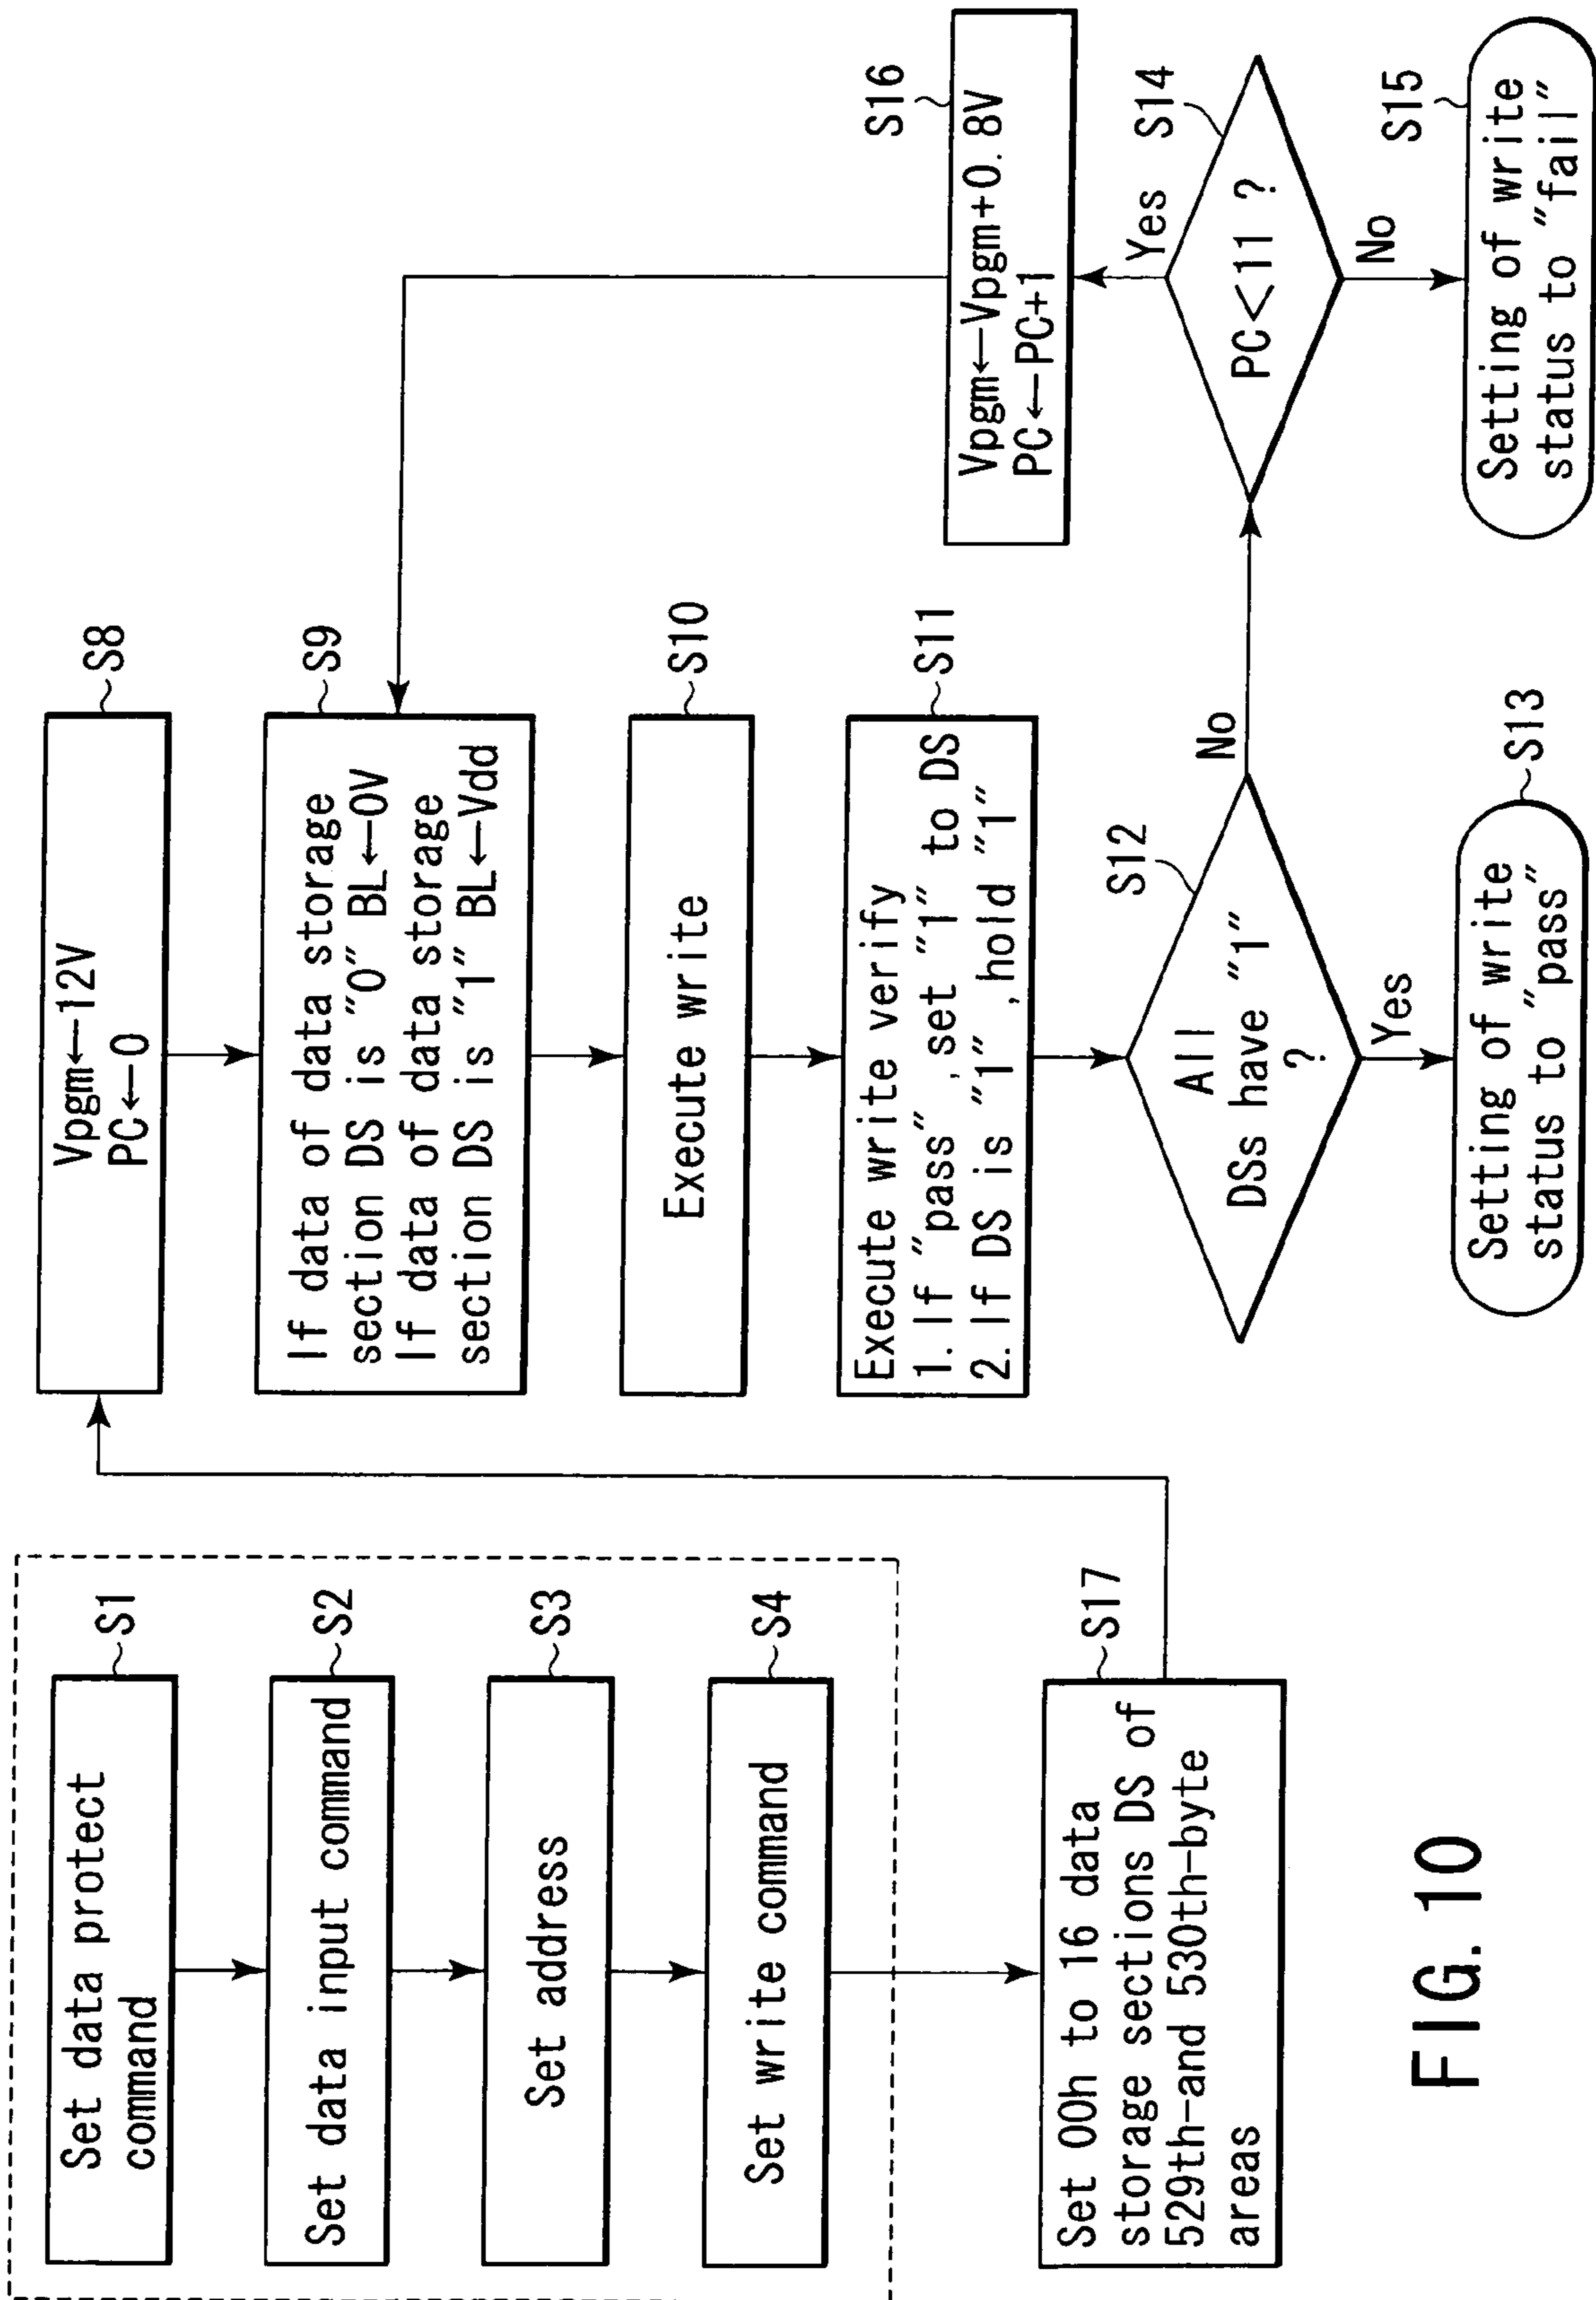 Set data protect
command
S1
Set data input command
S2
Set address
S3
Set write command
S4
Set 00h to 16 data
storage sections DS of
529th-and 530th-byte
areas
S17
Vpgm←12V
PC←0
S8
If data of data storage
section DS is "0" BL←0V
If data of data storage
section DS is "1" BL←Vdd
S9
Execute write
S10
Execute write verify
1. If "pass", set "1" to DS
2. If DS is "1", hold "1"
S11
All
DSs have "1"
?
S12
No
Yes
Setting of write
status to "pass"
S13
Vpgm←Vpgm+0.8V
PC←PC+1
S16
Yes
PC<11 ?
S14
No
Setting of write
status to "fail"
S15
FIG. 10